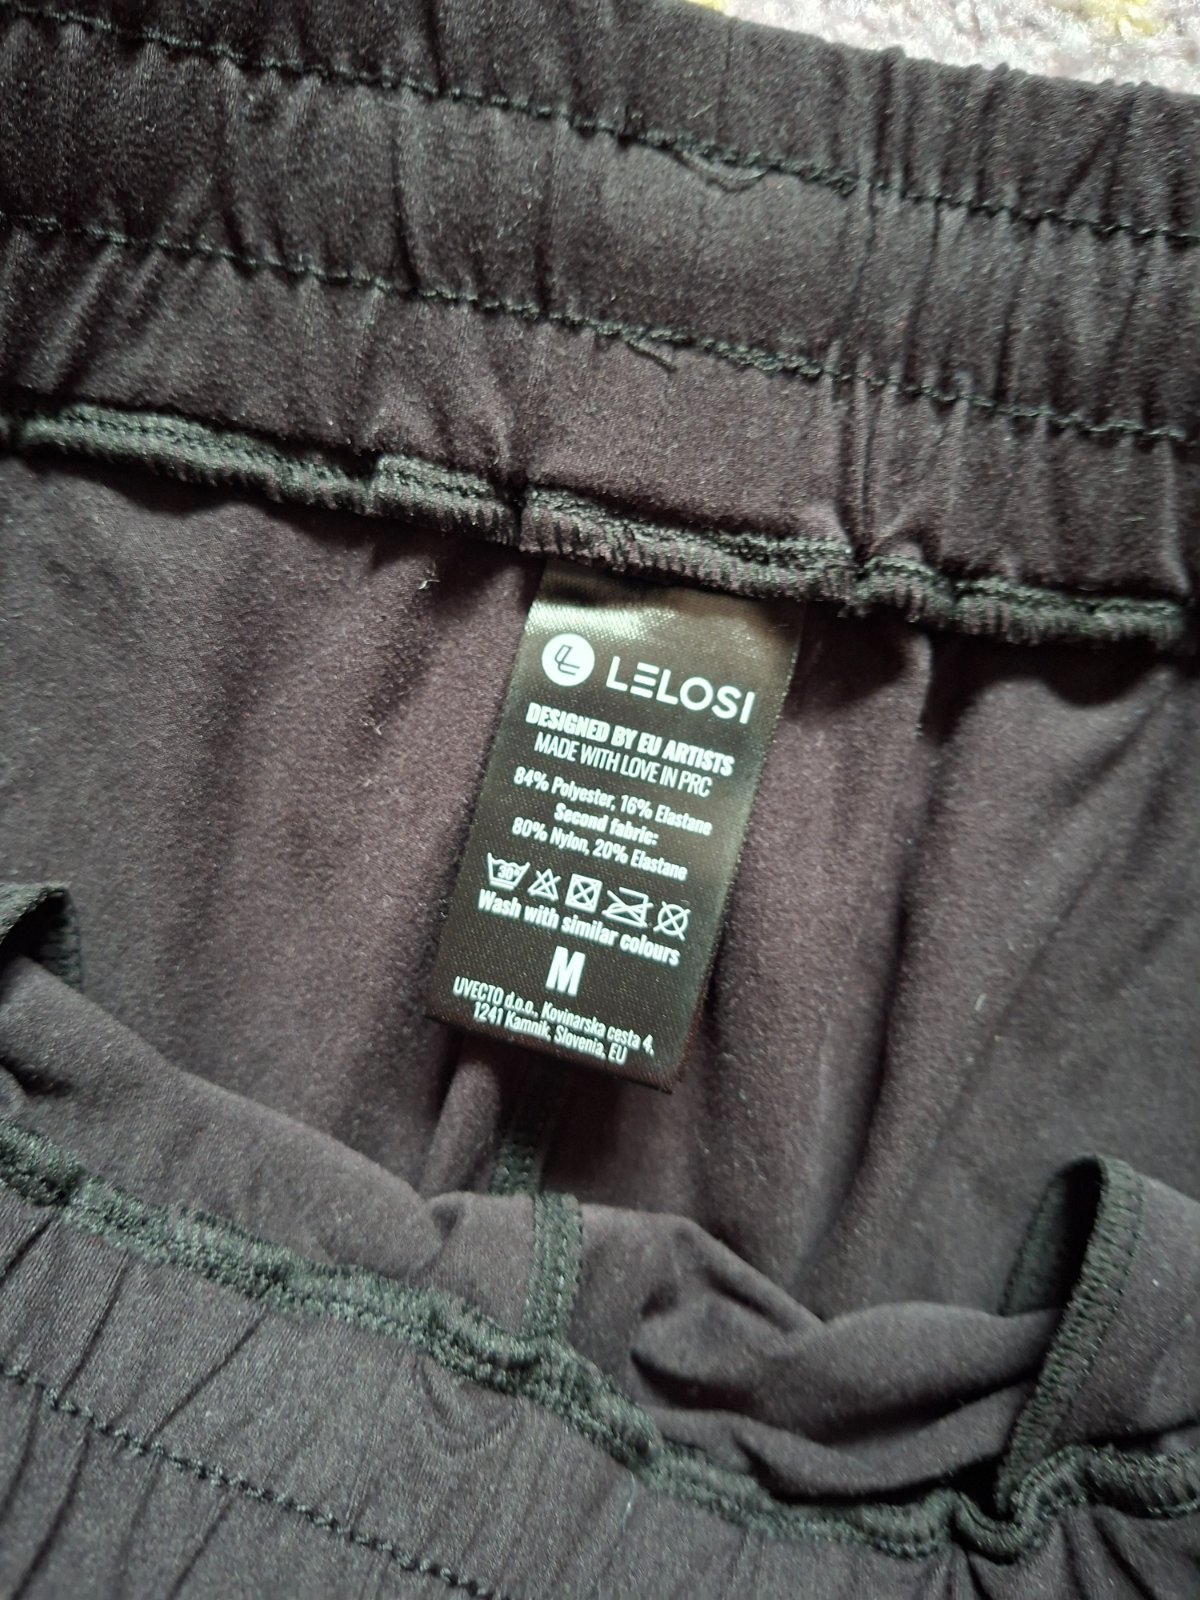 LELOSI
DESIGNED BY EU ARTISTS
MADE WITH LOVE IN PRC
84% Polyester, 16% Elastane
Second fabric:
80% Nylon, 20% Elastane
30°
Wash with similar colours
M
UVECTO d.o.o., Kovinarska cesta 4,
1241 Kamnik, Slovenia, EU